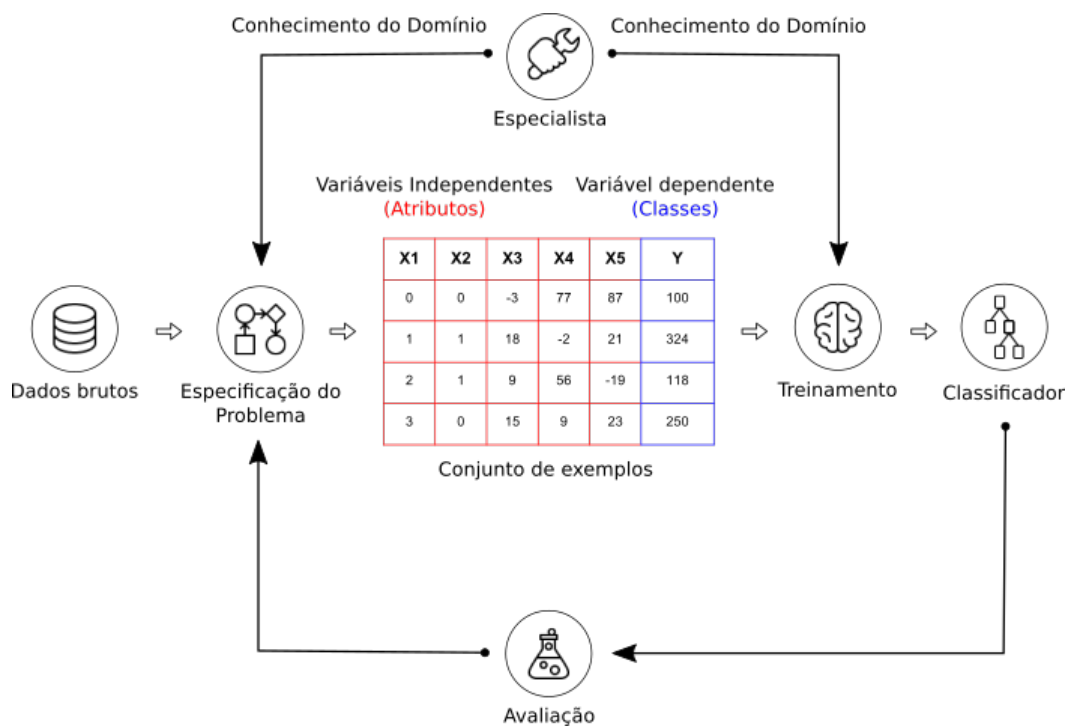 Conhecimento do Domínio
Conhecimento do Domínio
Especialista
Variáveis Independentes
(Atributos)
Variável dependente
(Classes)
X1 X2 X3 X4 X5 Y
0 0 -3 77 87 100
1 1 18 -2 21 324
2 1 9 56 -19 118
3 0 15 9 23 250
Conjunto de exemplos
Dados brutos
Especificação do
Problema
Treinamento
Classificador
Avaliação